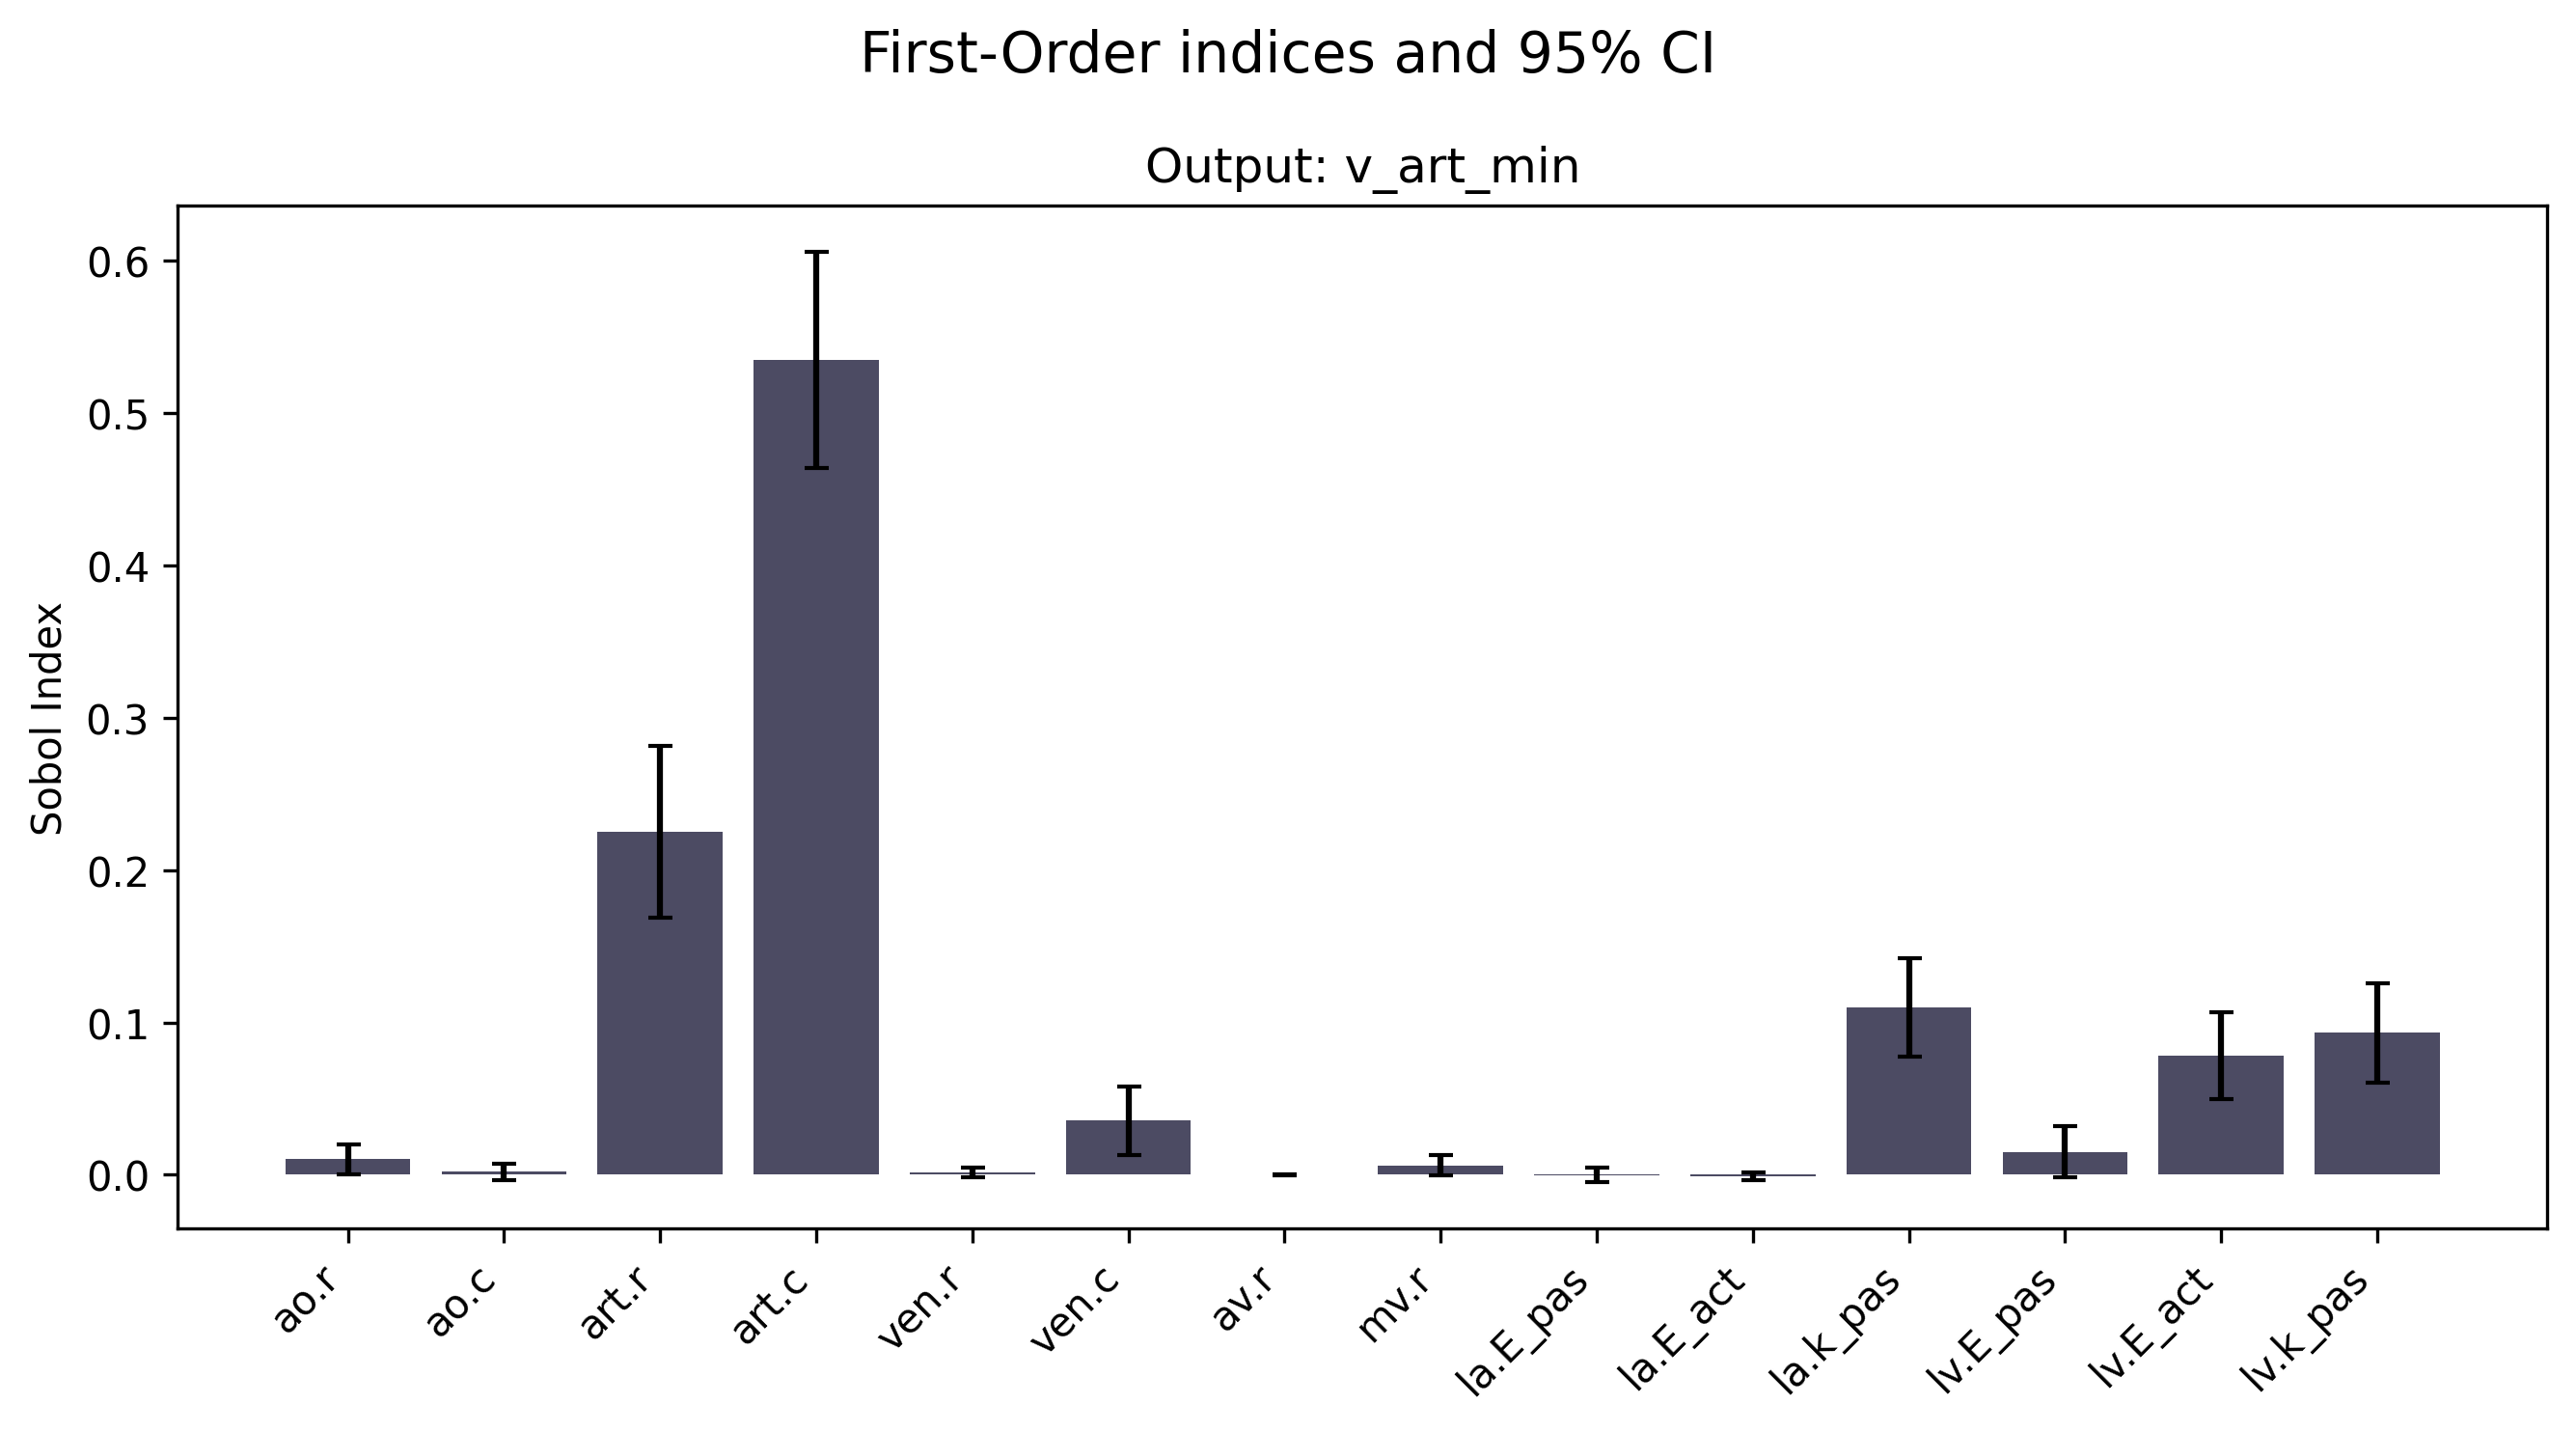 First-Order indices and 95% CI
Output: v_art_min
Sobol Index
0.6
0.5
0.4
0.3
0.2
0.1
0.0
ao.r
ao.c
art.r
art.c
ven.r
ven.c
av.r
mv.r
la.E_pas
la.E_act
la.k_pas
lv.E_pas
lv.E_act
lv.k_pas